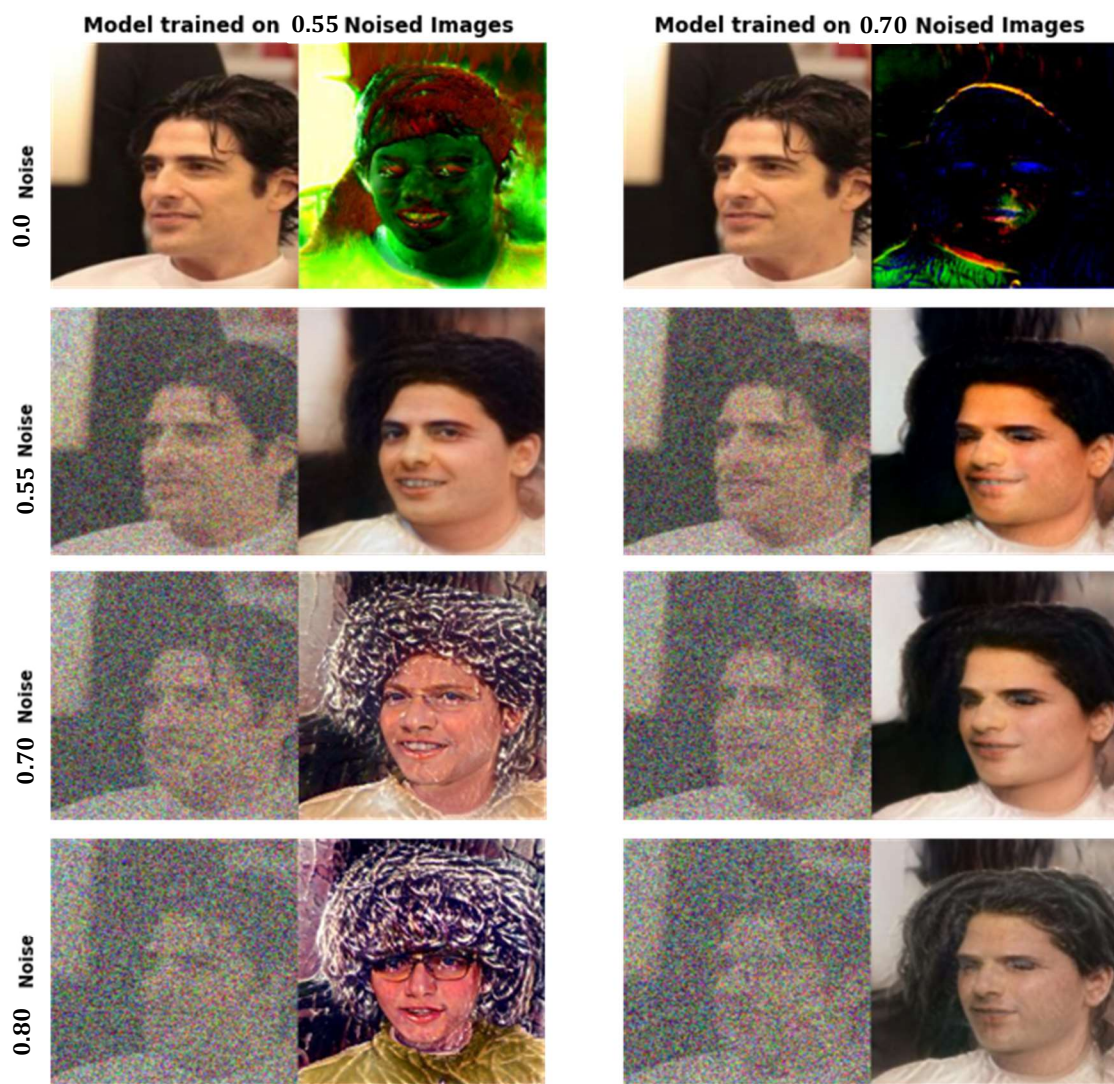 Model trained on 0.55 Noised Images
Model trained on 0.70 Noised Images
0.0 Noise
0.55 Noise
0.70 Noise
0.80 Noise